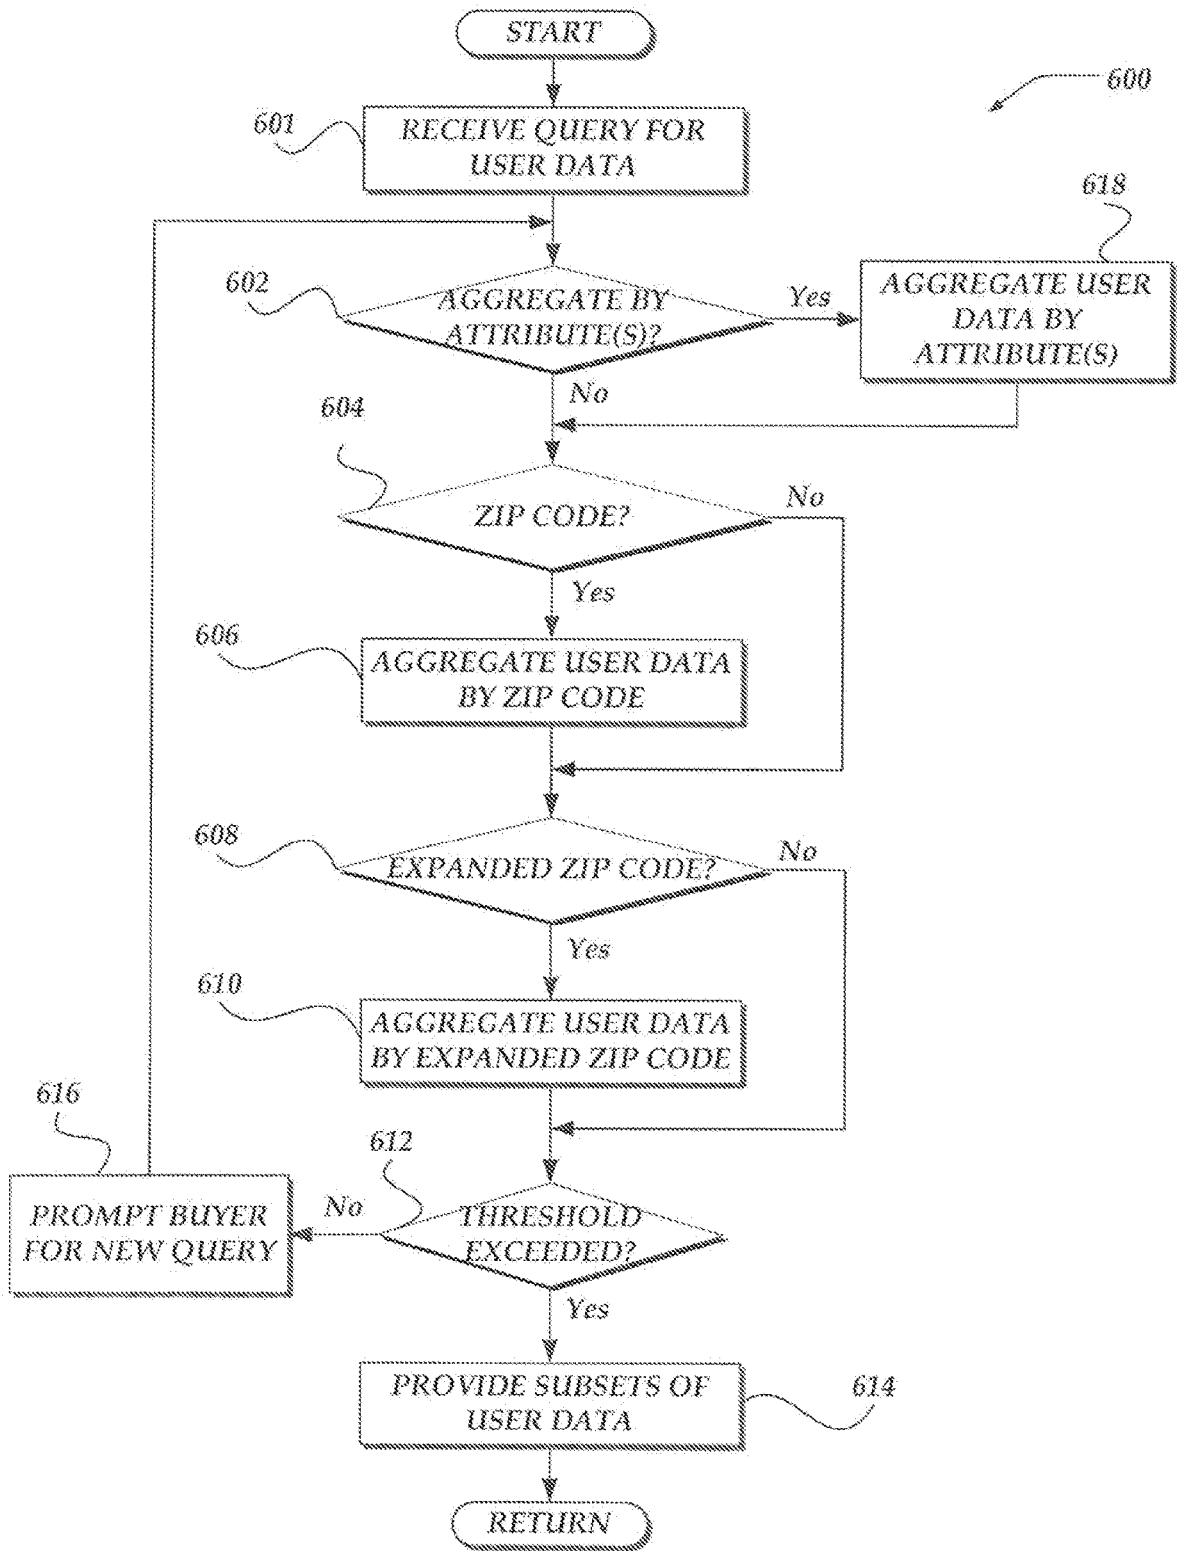 START
600
601
RECEIVE QUERY FOR
USER DATA
618
602
AGGREGATE BY
ATTRIBUTE(S)?
Yes
AGGREGATE USER
DATA BY
ATTRIBUTE(S)
No
604
ZIP CODE?
No
Yes
606
AGGREGATE USER DATA
BY ZIP CODE
608
EXPANDED ZIP CODE?
No
Yes
610
AGGREGATE USER DATA
BY EXPANDED ZIP CODE
616
612
PROMPT BUYER
FOR NEW QUERY
No
THRESHOLD
EXCEEDED?
Yes
PROVIDE SUBSETS OF
USER DATA
614
RETURN